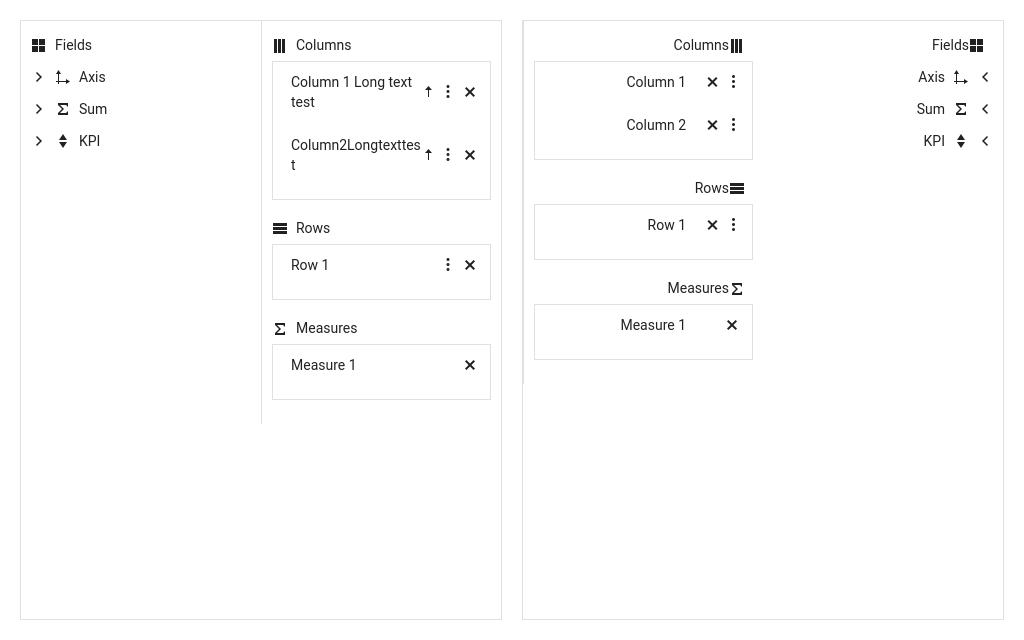 Fields
Axis
Sum
KPI
Columns
Column 1 Long text
test
Column2Longtexttes
t
Rows
Row 1
Measures
Measure 1
Columns
Column 1
Column 2
Rows
Row 1
Measures
Measure 1
Fields
Axis
Sum
KPI